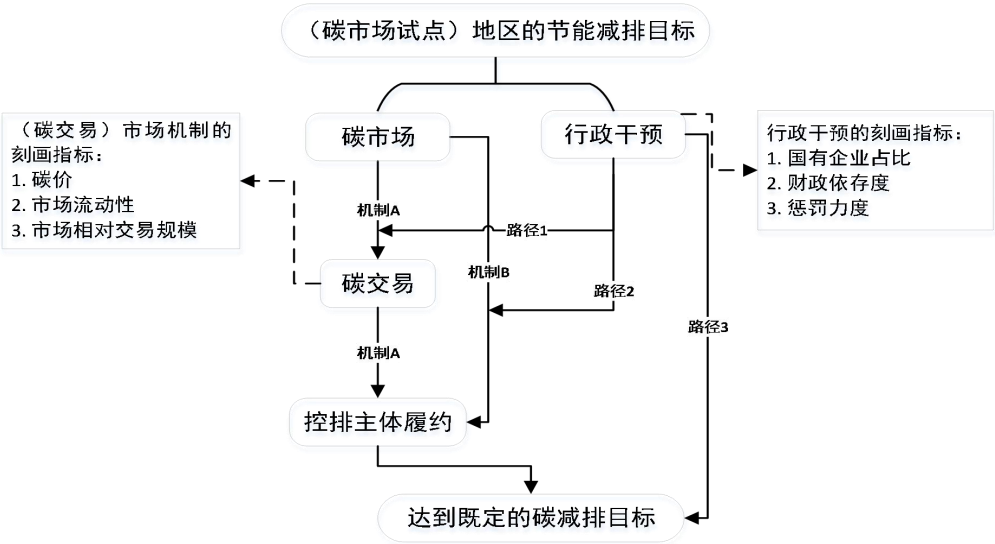 （碳市场试点）地区的节能减排目标
（碳交易）市场机制的
刻画指标：
1. 碳价
2. 市场流动性
3. 市场相对交易规模
碳市场
行政干预
行政干预的刻画指标：
1. 国有企业占比
2. 财政依存度
3. 惩罚力度
机制A
路径1
碳交易
机制B
路径2
路径3
机制A
控排主体履约
达到既定的碳减排目标